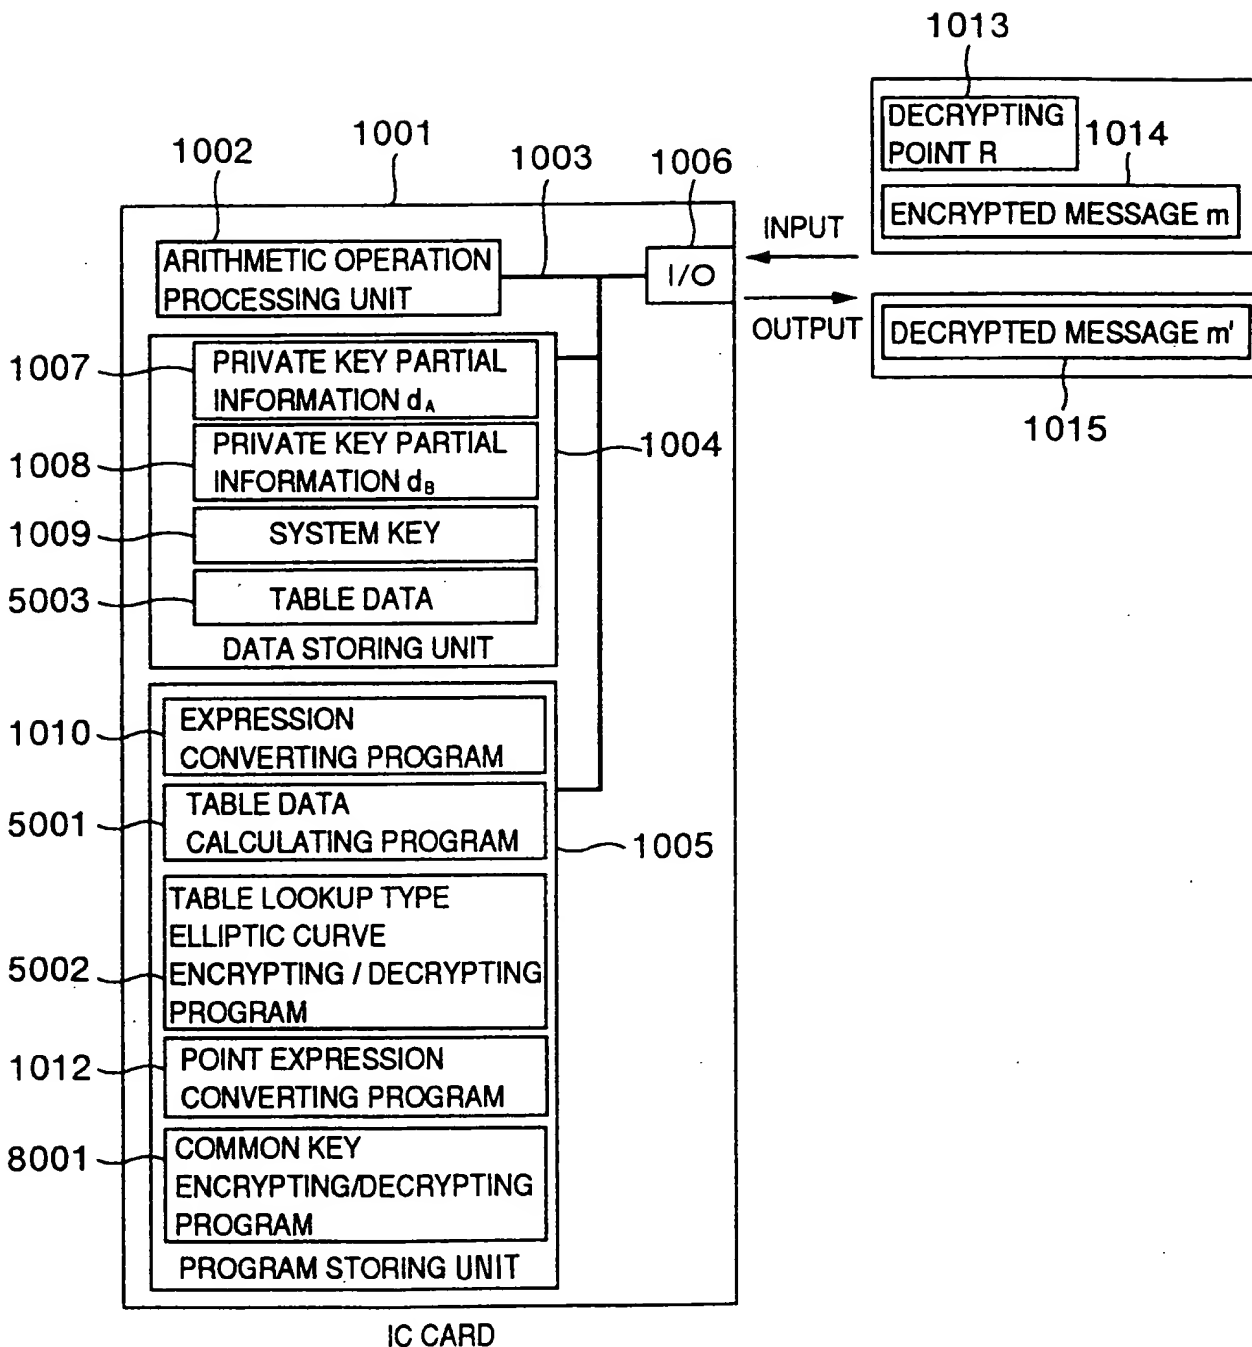 1013
1001
1002
1003
1006
DECRYPTING
POINT R
1014
ENCRYPTED MESSAGE m
INPUT
ARITHMETIC OPERATION
PROCESSING UNIT
I/O
OUTPUT
DECRYPTED MESSAGE m'
1015
1007
PRIVATE KEY PARTIAL
INFORMATION dA
1008
PRIVATE KEY PARTIAL
INFORMATION dB
1004
1009
SYSTEM KEY
5003
TABLE DATA
DATA STORING UNIT
1010
EXPRESSION
CONVERTING PROGRAM
5001
TABLE DATA
CALCULATING PROGRAM
1005
5002
TABLE LOOKUP TYPE
ELLIPTIC CURVE
ENCRYPTING / DECRYPTING
PROGRAM
1012
POINT EXPRESSION
CONVERTING PROGRAM
8001
COMMON KEY
ENCRYPTING/DECRYPTING
PROGRAM
PROGRAM STORING UNIT
IC CARD